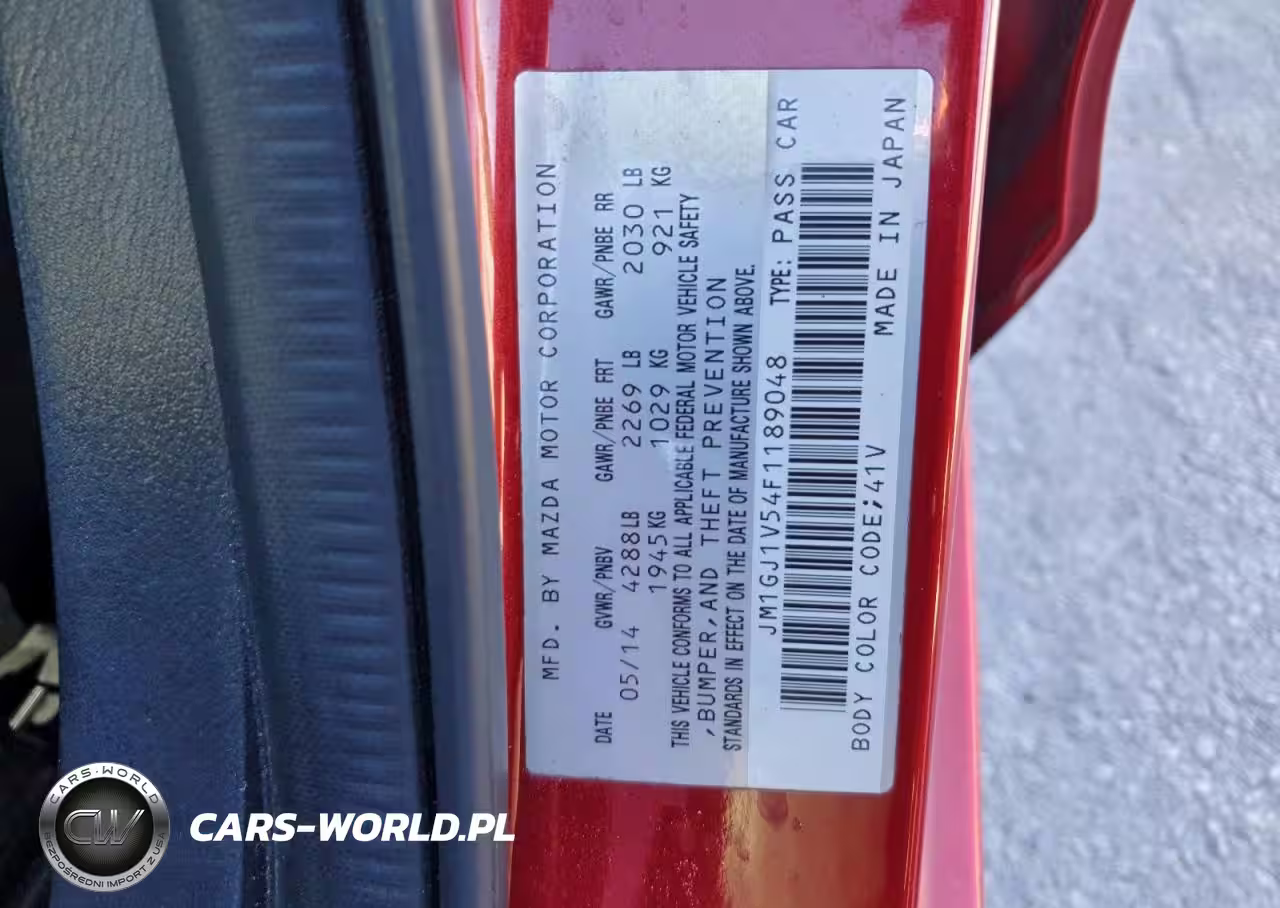 MFD. BY MAZDA MOTOR CORPORATION
DATE GVWR/PNBV GAWR/PNBE FRT GAWR/PNBE RR
05/14 4288LB 2269 LB 2030 LB
1945KG 1029 KG 921 KG
THIS VEHICLE CONFORMS TO ALL APPLICABLE FEDERAL MOTOR VEHICLE SAFETY
,BUMPER,AND THEFT PREVENTION
STANDARDS IN EFFECT ON THE DATE OF MANUFACTURE SHOWN ABOVE.
JM1GJ1V54F1189048 TYPE: PASS CAR
BODY COLOR CODE;41V MADE IN JAPAN
CARS-WORLD
CW
BEZPOŚREDNI IMPORT Z USA
CARS-WORLD.PL